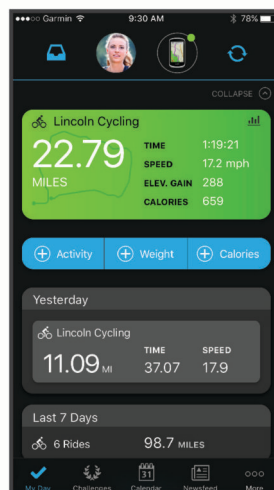 Garmin 9:30 AM 78%
COLLAPSE
Lincoln Cycling
22.79
MILES
TIME 1:19:21
SPEED 17.2 mph
ELEV. GAIN 288
CALORIES 659
Activity Weight Calories
Yesterday
Lincoln Cycling
11.09 MI
TIME SPEED
37.07 17.9
Last 7 Days
6 Rides 98.7 MILES
31
My Day Challenges Calendar Newsfeed More